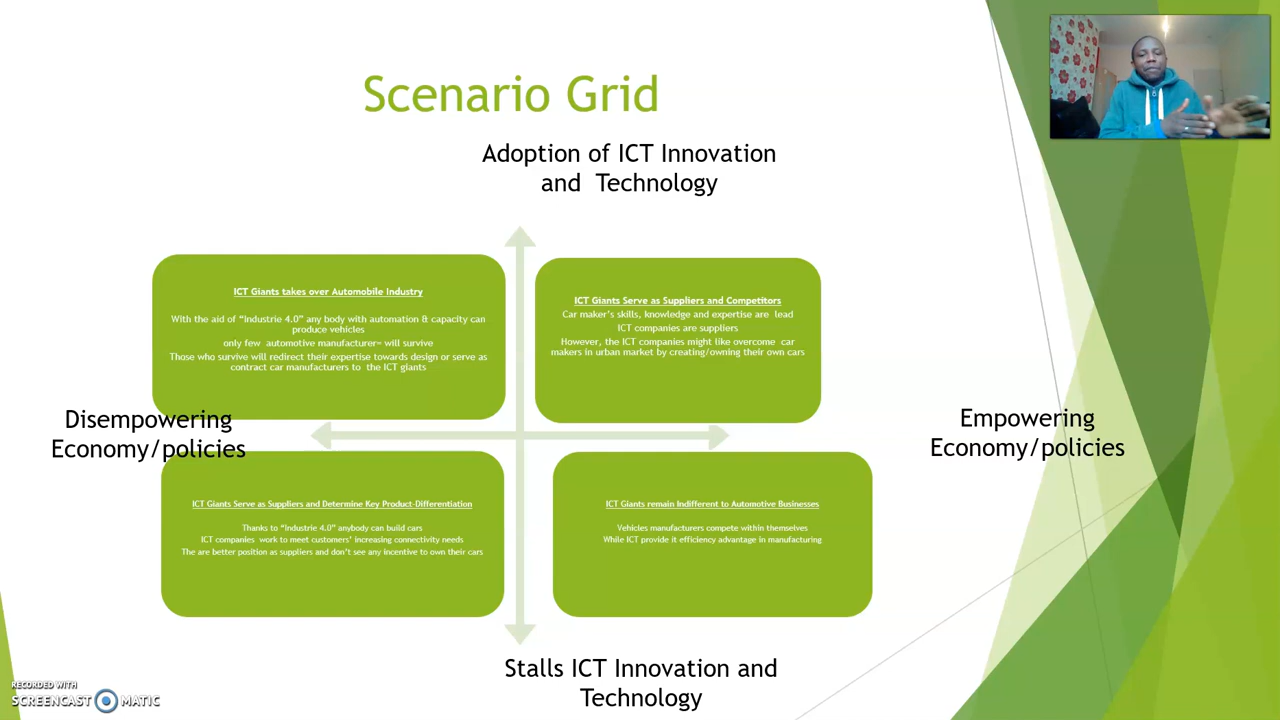 Scenario Grid
Adoption of ICT Innovation
and Technology
ICT Giants takes over Automobile Industry
With the aid of “Industrie 4.0” any body with automation & capacity can
produce vehicles
only few automotive manufacturer= will survive
Those who survive will redirect their expertise towards design or serve as
contract car manufacturers to the ICT giants
ICT Giants Serve as Suppliers and Competitors
Car maker’s skills, knowledge and expertise are lead
ICT companies are suppliers
However, the ICT companies might like overcome car
makers in urban market by creating/owning their own cars
Disempowering
Economy/policies
Empowering
Economy/policies
ICT Giants Serve as Suppliers and Determine Key Product-Differentiation
Thanks to “Industrie 4.0” anybody can build cars
ICT companies work to meet customers’ increasing connectivity needs
The are better position as suppliers and don’t see any incentive to own their cars
ICT Giants remain Indifferent to Automotive Businesses
Vehicles manufacturers compete within themselves
While ICT provide it efficiency advantage in manufacturing
Stalls ICT Innovation and
Technology
RECORDED WITH
SCREENCAST MATIC